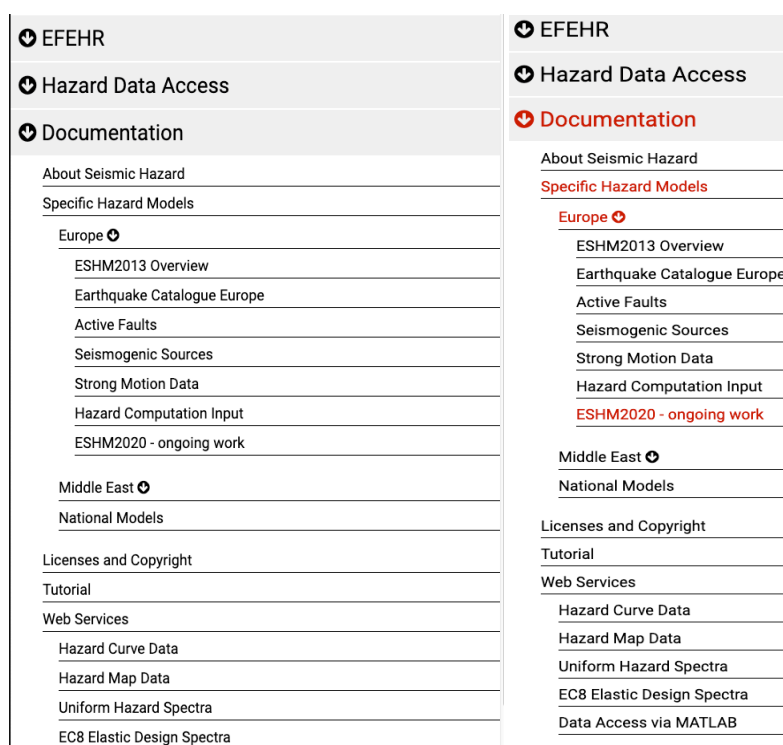 EFEHR
Hazard Data Access
Documentation
About Seismic Hazard
Specific Hazard Models
Europe
ESHM2013 Overview
Earthquake Catalogue Europe
Active Faults
Seismogenic Sources
Strong Motion Data
Hazard Computation Input
ESHM2020 - ongoing work
Middle East
National Models
Licenses and Copyright
Tutorial
Web Services
Hazard Curve Data
Hazard Map Data
Uniform Hazard Spectra
EC8 Elastic Design Spectra
EFEHR
Hazard Data Access
Documentation
About Seismic Hazard
Specific Hazard Models
Europe
ESHM2013 Overview
Earthquake Catalogue Europe
Active Faults
Seismogenic Sources
Strong Motion Data
Hazard Computation Input
ESHM2020 - ongoing work
Middle East
National Models
Licenses and Copyright
Tutorial
Web Services
Hazard Curve Data
Hazard Map Data
Uniform Hazard Spectra
EC8 Elastic Design Spectra
Data Access via MATLAB